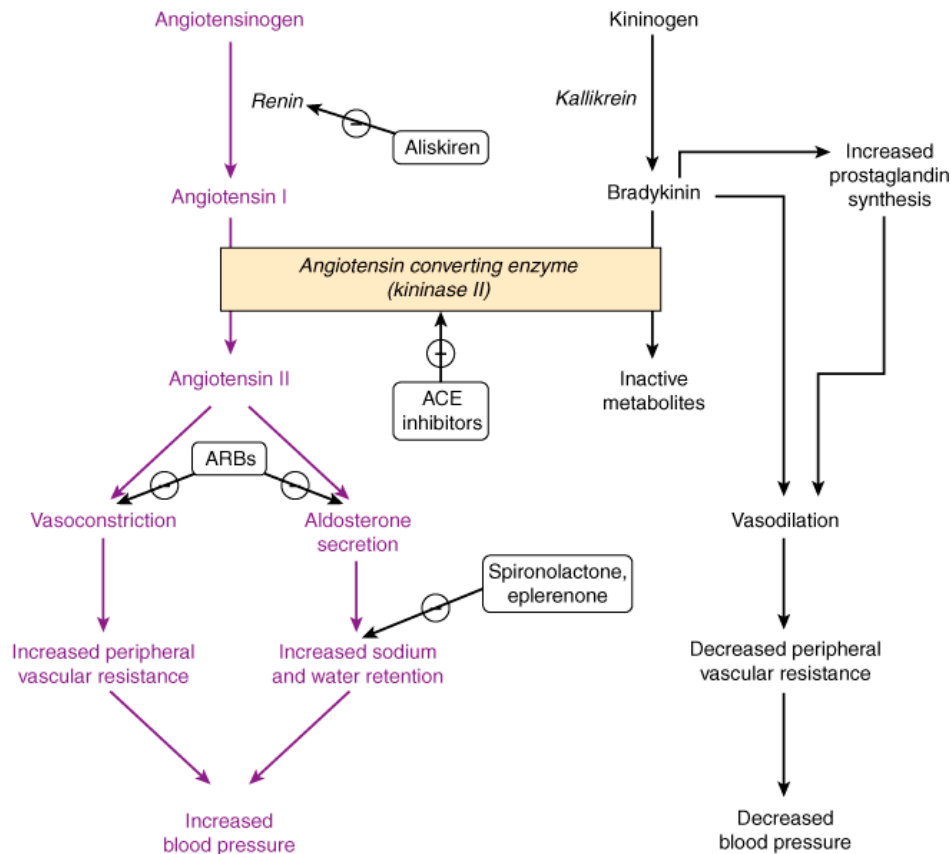 Angiotensinogen
Kininogen
Renin
Kallikrein
Aliskiren
Increased
prostaglandin
synthesis
Angiotensin I
Bradykinin
Angiotensin converting enzyme
(kininase II)
Angiotensin II
ACE
inhibitors
Inactive
metabolites
ARBs
Vasoconstriction
Aldosterone
secretion
Vasodilation
Spironolactone,
eplerenone
Increased peripheral
vascular resistance
Increased sodium
and water retention
Decreased peripheral
vascular resistance
Increased
blood pressure
Decreased
blood pressure